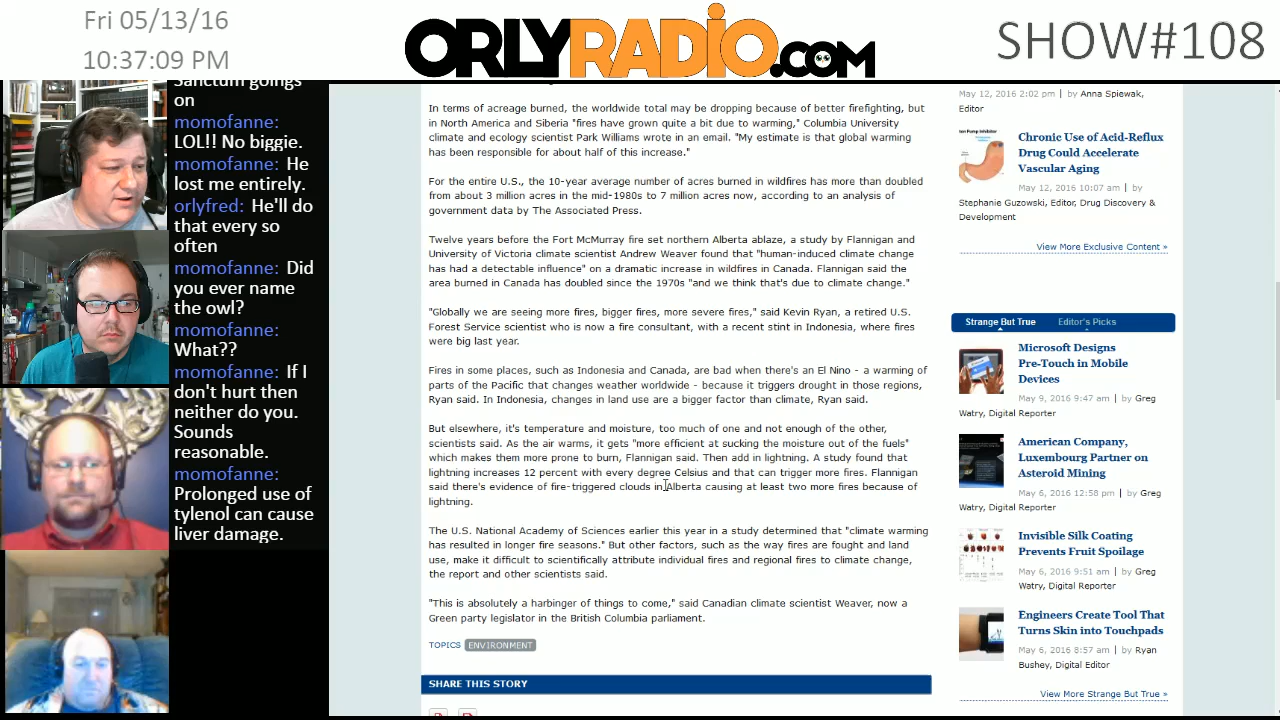 Fri 05/13/16
10:37:09 PM
ORLYRADIO.com
SHOW#108
Sanctum goings
on
momofanne:
LOL!! No biggie.
momofanne: He
lost me entirely.
orlyfred: He'll do
that every so
often
momofanne: Did
you ever name
the owl?
momofanne:
What??
momofanne: If I
don't hurt then
neither do you.
Sounds
reasonable.
momofanne:
Prolonged use of
tylenol can cause
liver damage.
In terms of acreage burned, the worldwide total may be dropping because of better firefighting, but
in North America and Siberia "fires have grown quite a bit due to warming," Columbia University
climate and ecology scientist Park Williams wrote in an email. "My estimate is that global warming
has been responsible for about half of this increase."
For the entire U.S., the 10-year average number of acres burned in wildfires has more than doubled
from about 3 million acres in the mid-1980s to 7 million acres now, according to an analysis of
government data by The Associated Press.
Twelve years before the Fort McMurray fire set northern Alberta ablaze, a study by Flannigan and
University of Victoria climate scientist Andrew Weaver found that "human-induced climate change
has had a detectable influence" on a dramatic increase in wildfires in Canada. Flannigan said the
area burned in Canada has doubled since the 1970s "and we think that's due to climate change."
"Globally we are seeing more fires, bigger fires, more severe fires," said Kevin Ryan, a retired U.S.
Forest Service scientist who is now a fire consultant, with a recent stint in Indonesia, where fires
were big last year.
Fires in some places, such as Indonesia and Canada, are bad when there's an El Nino - a warming of
parts of the Pacific that changes weather worldwide - because it triggers drought in those regions,
Ryan said. In Indonesia, changes in land use are a bigger factor than climate, Ryan said.
But elsewhere, it's temperature and moisture, too much of one and not enough of the other,
scientists said. As the air warms, it gets "more efficient at sucking the moisture out of the fuels"
which makes them more prone to burn, Flannigan said. Then add in lightning. A study found that
lightning increases 12 percent with every degree Celsius and that can trigger more fires. Flannigan
said there's evidence of fire-triggered clouds in Alberta causing at least two more fires because of
lightning.
The U.S. National Academy of Sciences earlier this year in a study determined that "climate warming
has resulted in longer fire seasons." But other factors, such as the way fires are fought and land
use, make it difficult to scientifically attribute individual fires and regional fires to climate change,
the report and other scientists said.
"This is absolutely a harbinger of things to come," said Canadian climate scientist Weaver, now a
Green party legislator in the British Columbia parliament.
TOPICS ENVIRONMENT
SHARE THIS STORY
May 12, 2016 2:02 pm | by Anna Spiewak,
Editor
Chronic Use of Acid-Reflux
Drug Could Accelerate
Vascular Aging
May 12, 2016 10:07 am | by
Stephanie Guzowski, Editor, Drug Discovery &
Development
View More Exclusive Content »
Strange But True Editor's Picks
Microsoft Designs
Pre-Touch in Mobile
Devices
May 9, 2016 9:47 am | by Greg
Watry, Digital Reporter
American Company,
Luxembourg Partner on
Asteroid Mining
May 6, 2016 12:58 pm | by Greg
Watry, Digital Reporter
Invisible Silk Coating
Prevents Fruit Spoilage
May 6, 2016 9:51 am | by Greg
Watry, Digital Reporter
Engineers Create Tool That
Turns Skin into Touchpads
May 6, 2016 8:57 am | by Ryan
Bushey, Digital Editor
View More Strange But True »